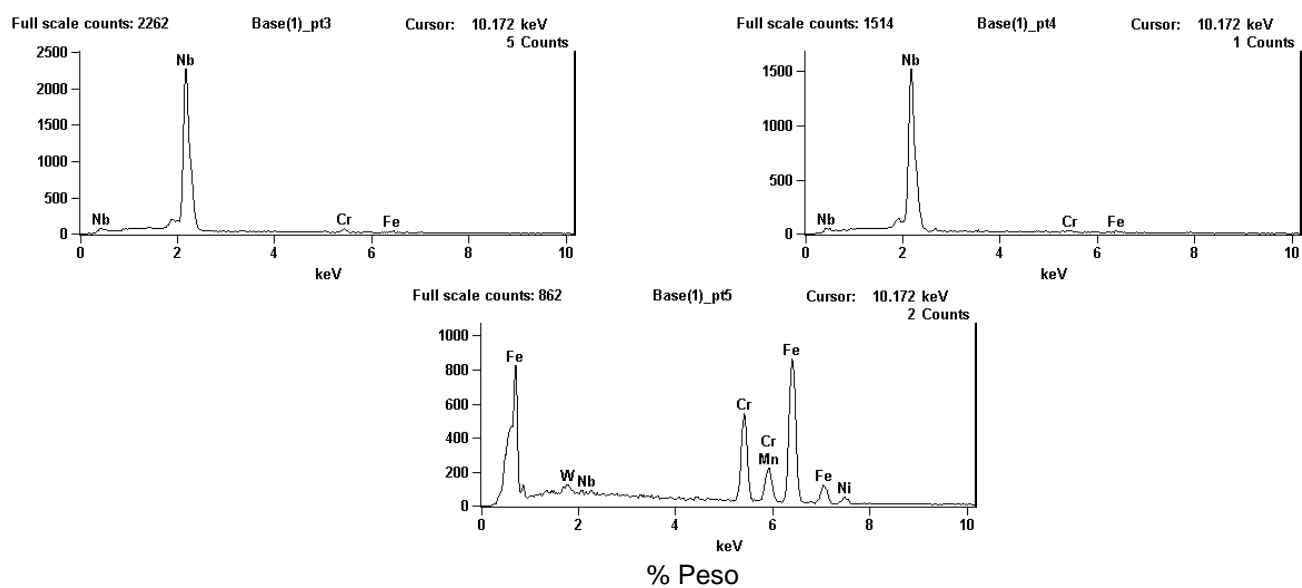 Full scale counts: 2262 Base(1)_pt3 Cursor: 10.172 keV
5 Counts
2500
2000
1500
1000
500
0
Nb
Nb
Cr
Fe
0 2 4 6 8 10
keV
Full scale counts: 1514 Base(1)_pt4 Cursor: 10.172 keV
1 Counts
1500
1000
500
0
Nb
Nb
Cr
Fe
0 2 4 6 8 10
keV
Full scale counts: 862 Base(1)_pt5 Cursor: 10.172 keV
2 Counts
1000
800
600
400
200
0
Fe
W
Nb
Cr
Cr
Mn
Fe
Fe
Ni
0 2 4 6 8 10
keV
% Peso